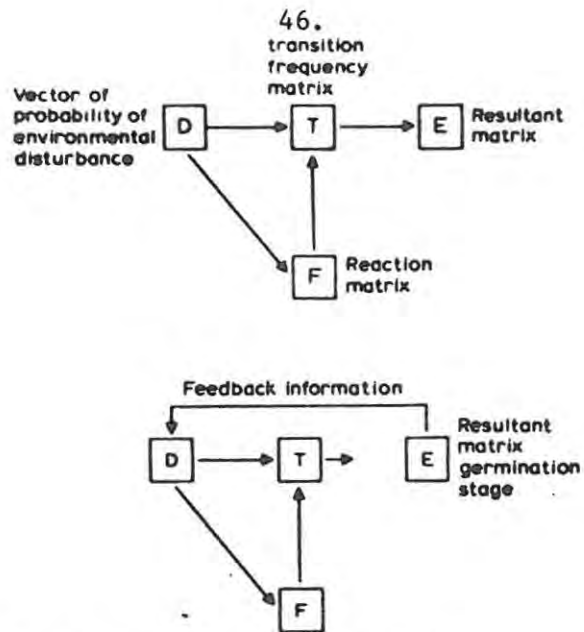 46.
transition
frequency
matrix
Vector of
probability of
environmental
disturbance
D
T
E
Resultant
matrix
F
Reaction
matrix
Feedback information
D
T
E
Resultant
matrix
germination
stage
F